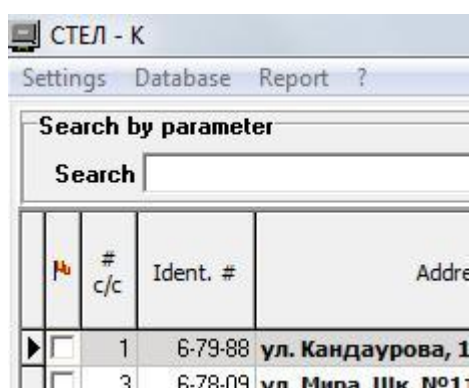 СТЕЛ - К
Settings Database Report ?
Search by parameter
Search
# с/с Ident. # Addre
1 6-79-88 ул. Кандаурова, 1
3 6-78-09 ул. Мира, Шк. №1